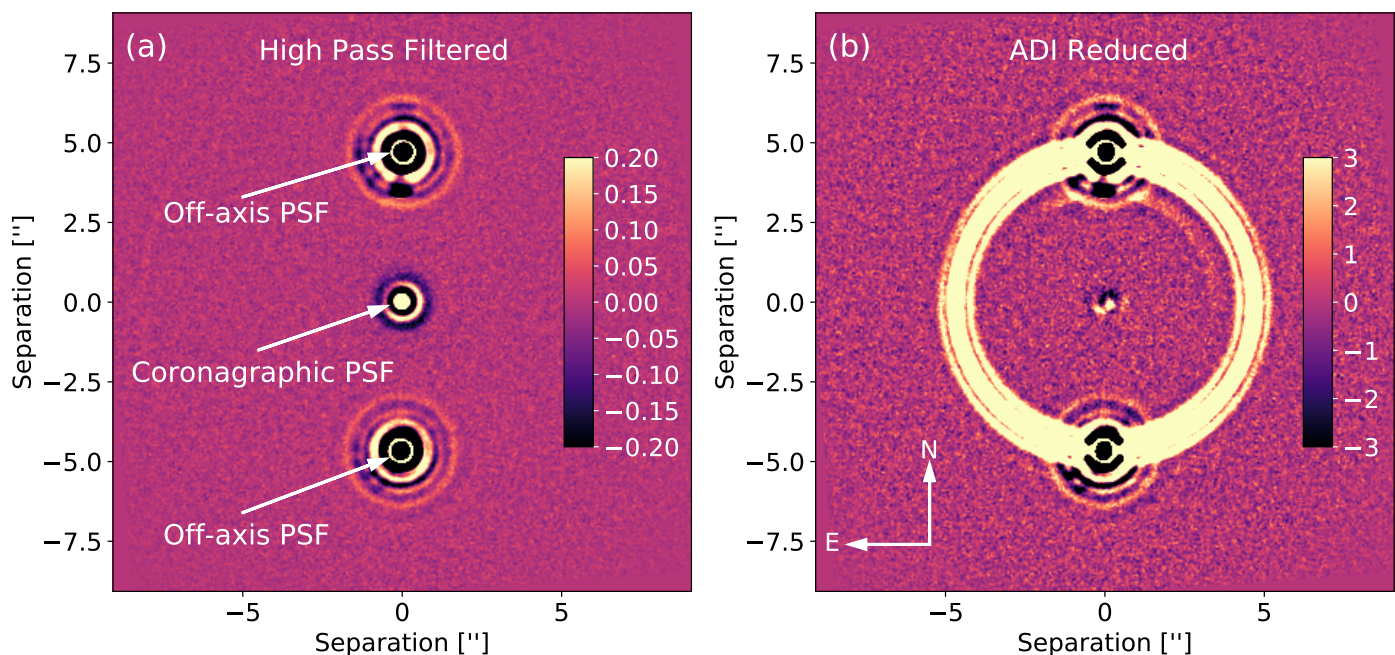 (a)
High Pass Filtered
Off-axis PSF
Coronagraphic PSF
Off-axis PSF
7.5
5.0
2.5
0.0
−2.5
−5.0
−7.5
Separation ['']
−5
0
5
Separation ['']
0.20
0.15
0.10
0.05
0.00
−0.05
−0.10
−0.15
−0.20
(b)
ADI Reduced
N
E
7.5
5.0
2.5
0.0
−2.5
−5.0
−7.5
Separation ['']
−5
0
5
Separation ['']
3
2
1
0
−1
−2
−3